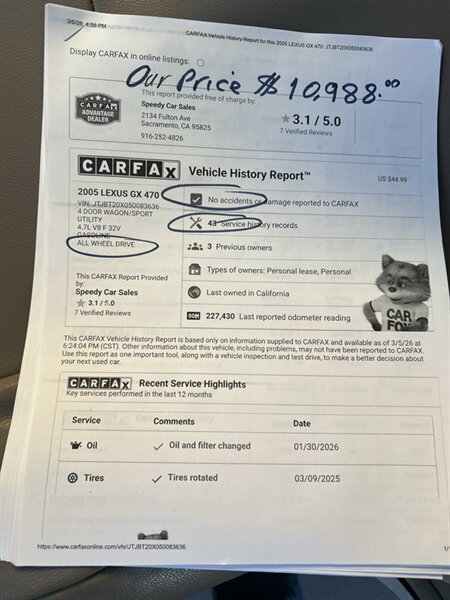 3/5/26, 4:58 PM
CARFAX Vehicle History Report for this 2005 LEXUS GX 470: JTJBT20X050083636
Display CARFAX in online listings:
Our Price $10,988.00
This report provided free of charge by:
CARFAX
ADVANTAGE
DEALER
Speedy Car Sales
2134 Fulton Ave
Sacramento, CA 95825
916-252-4826
3.1 / 5.0
7 Verified Reviews
CARFAX Vehicle History Report™
US $44.99
2005 LEXUS GX 470
VIN: JTJBT20X050083636
4 DOOR WAGON/SPORT
UTILITY
4.7L V8 F 32V
GASOLINE
ALL WHEEL DRIVE
This CARFAX Report Provided
by:
Speedy Car Sales
3.1 / 5.0
7 Verified Reviews
No accidents or damage reported to CARFAX
43 Service history records
3 Previous owners
Types of owners: Personal lease, Personal
Last owned in California
227,430 Last reported odometer reading
CAR
FOX
This CARFAX Vehicle History Report is based only on information supplied to CARFAX and available as of 3/5/26 at
6:24:04 PM (CST). Other information about this vehicle, including problems, may not have been reported to CARFAX.
Use this report as one important tool, along with a vehicle inspection and test drive, to make a better decision about
your next used car.
CARFAX Recent Service Highlights
Key services performed in the last 12 months
Service Comments Date
Oil Oil and filter changed 01/30/2026
Tires Tires rotated 03/09/2025
https://www.carfaxonline.com/vhr/JTJBT20X050083636
1/